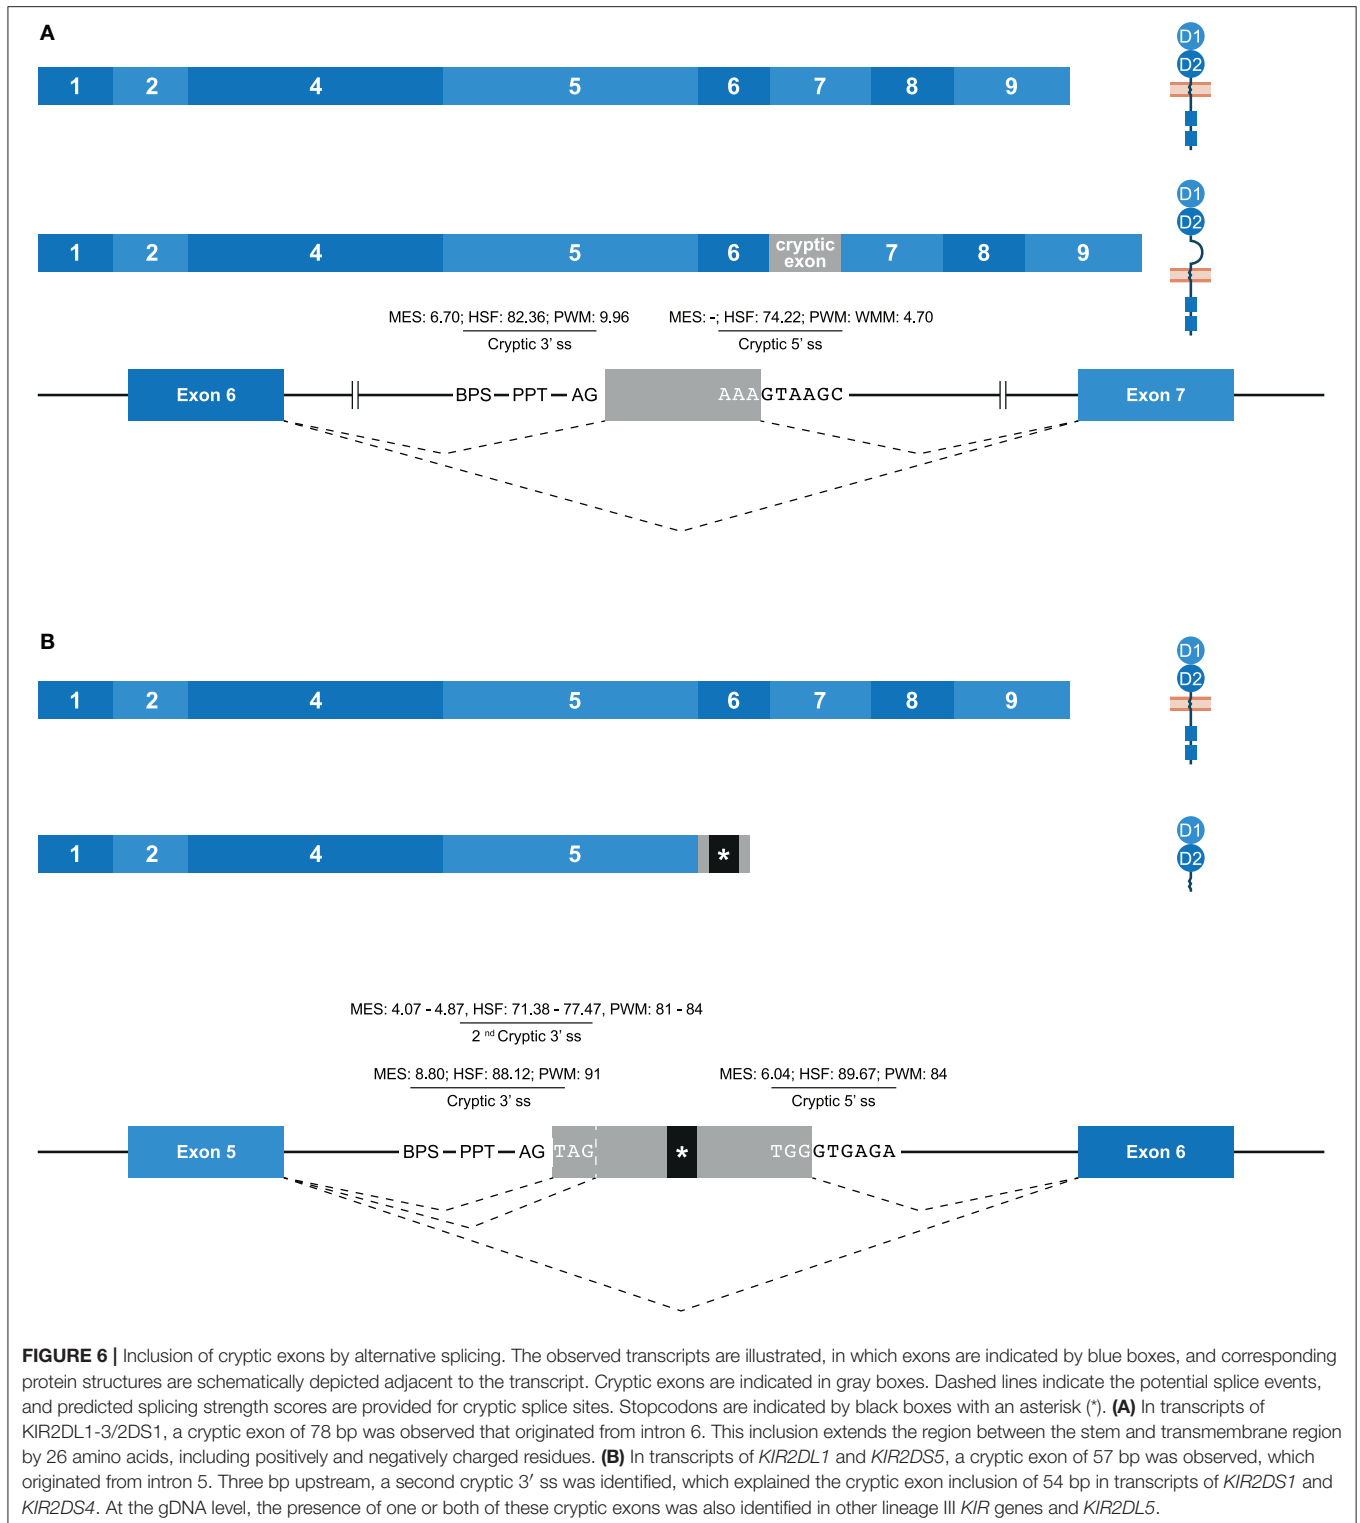 A
1 2 4 5 6 7 8 9
D1
D2
1 2 4 5 6 cryptic exon 7 8 9
D1
D2
MES: 6.70; HSF: 82.36; PWM: 9.96 MES: -; HSF: 74.22; PWM: WMM: 4.70
Cryptic 3' ss Cryptic 5' ss
Exon 6 BPS PPT AG AAAGTAAGC Exon 7
B
1 2 4 5 6 7 8 9
D1
D2
1 2 4 5 *
D1
D2
MES: 4.07 - 4.87, HSF: 71.38 - 77.47, PWM: 81 - 84
2 nd Cryptic 3' ss
MES: 8.80; HSF: 88.12; PWM: 91 MES: 6.04; HSF: 89.67; PWM: 84
Cryptic 3' ss Cryptic 5' ss
Exon 5 BPS PPT AG TAG * TGGGTGAGA Exon 6
FIGURE 6 | Inclusion of cryptic exons by alternative splicing. The observed transcripts are illustrated, in which exons are indicated by blue boxes, and corresponding
protein structures are schematically depicted adjacent to the transcript. Cryptic exons are indicated in gray boxes. Dashed lines indicate the potential splice events,
and predicted splicing strength scores are provided for cryptic splice sites. Stopcodons are indicated by black boxes with an asterisk (*). (A) In transcripts of
KIR2DL1-3/2DS1, a cryptic exon of 78 bp was observed that originated from intron 6. This inclusion extends the region between the stem and transmembrane region
by 26 amino acids, including positively and negatively charged residues. (B) In transcripts of KIR2DL1 and KIR2DS5, a cryptic exon of 57 bp was observed, which
originated from intron 5. Three bp upstream, a second cryptic 3′ ss was identified, which explained the cryptic exon inclusion of 54 bp in transcripts of KIR2DS1 and
KIR2DS4. At the gDNA level, the presence of one or both of these cryptic exons was also identified in other lineage III KIR genes and KIR2DL5.